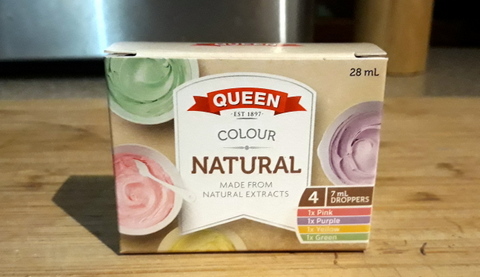 QUEEN
28 mL
QUEEN
EST 1897
COLOUR
NATURAL
MADE FROM
NATURAL EXTRACTS
4 7 mL
DROPPERS
1x Pink
1x Purple
1x Yellow
1x Green